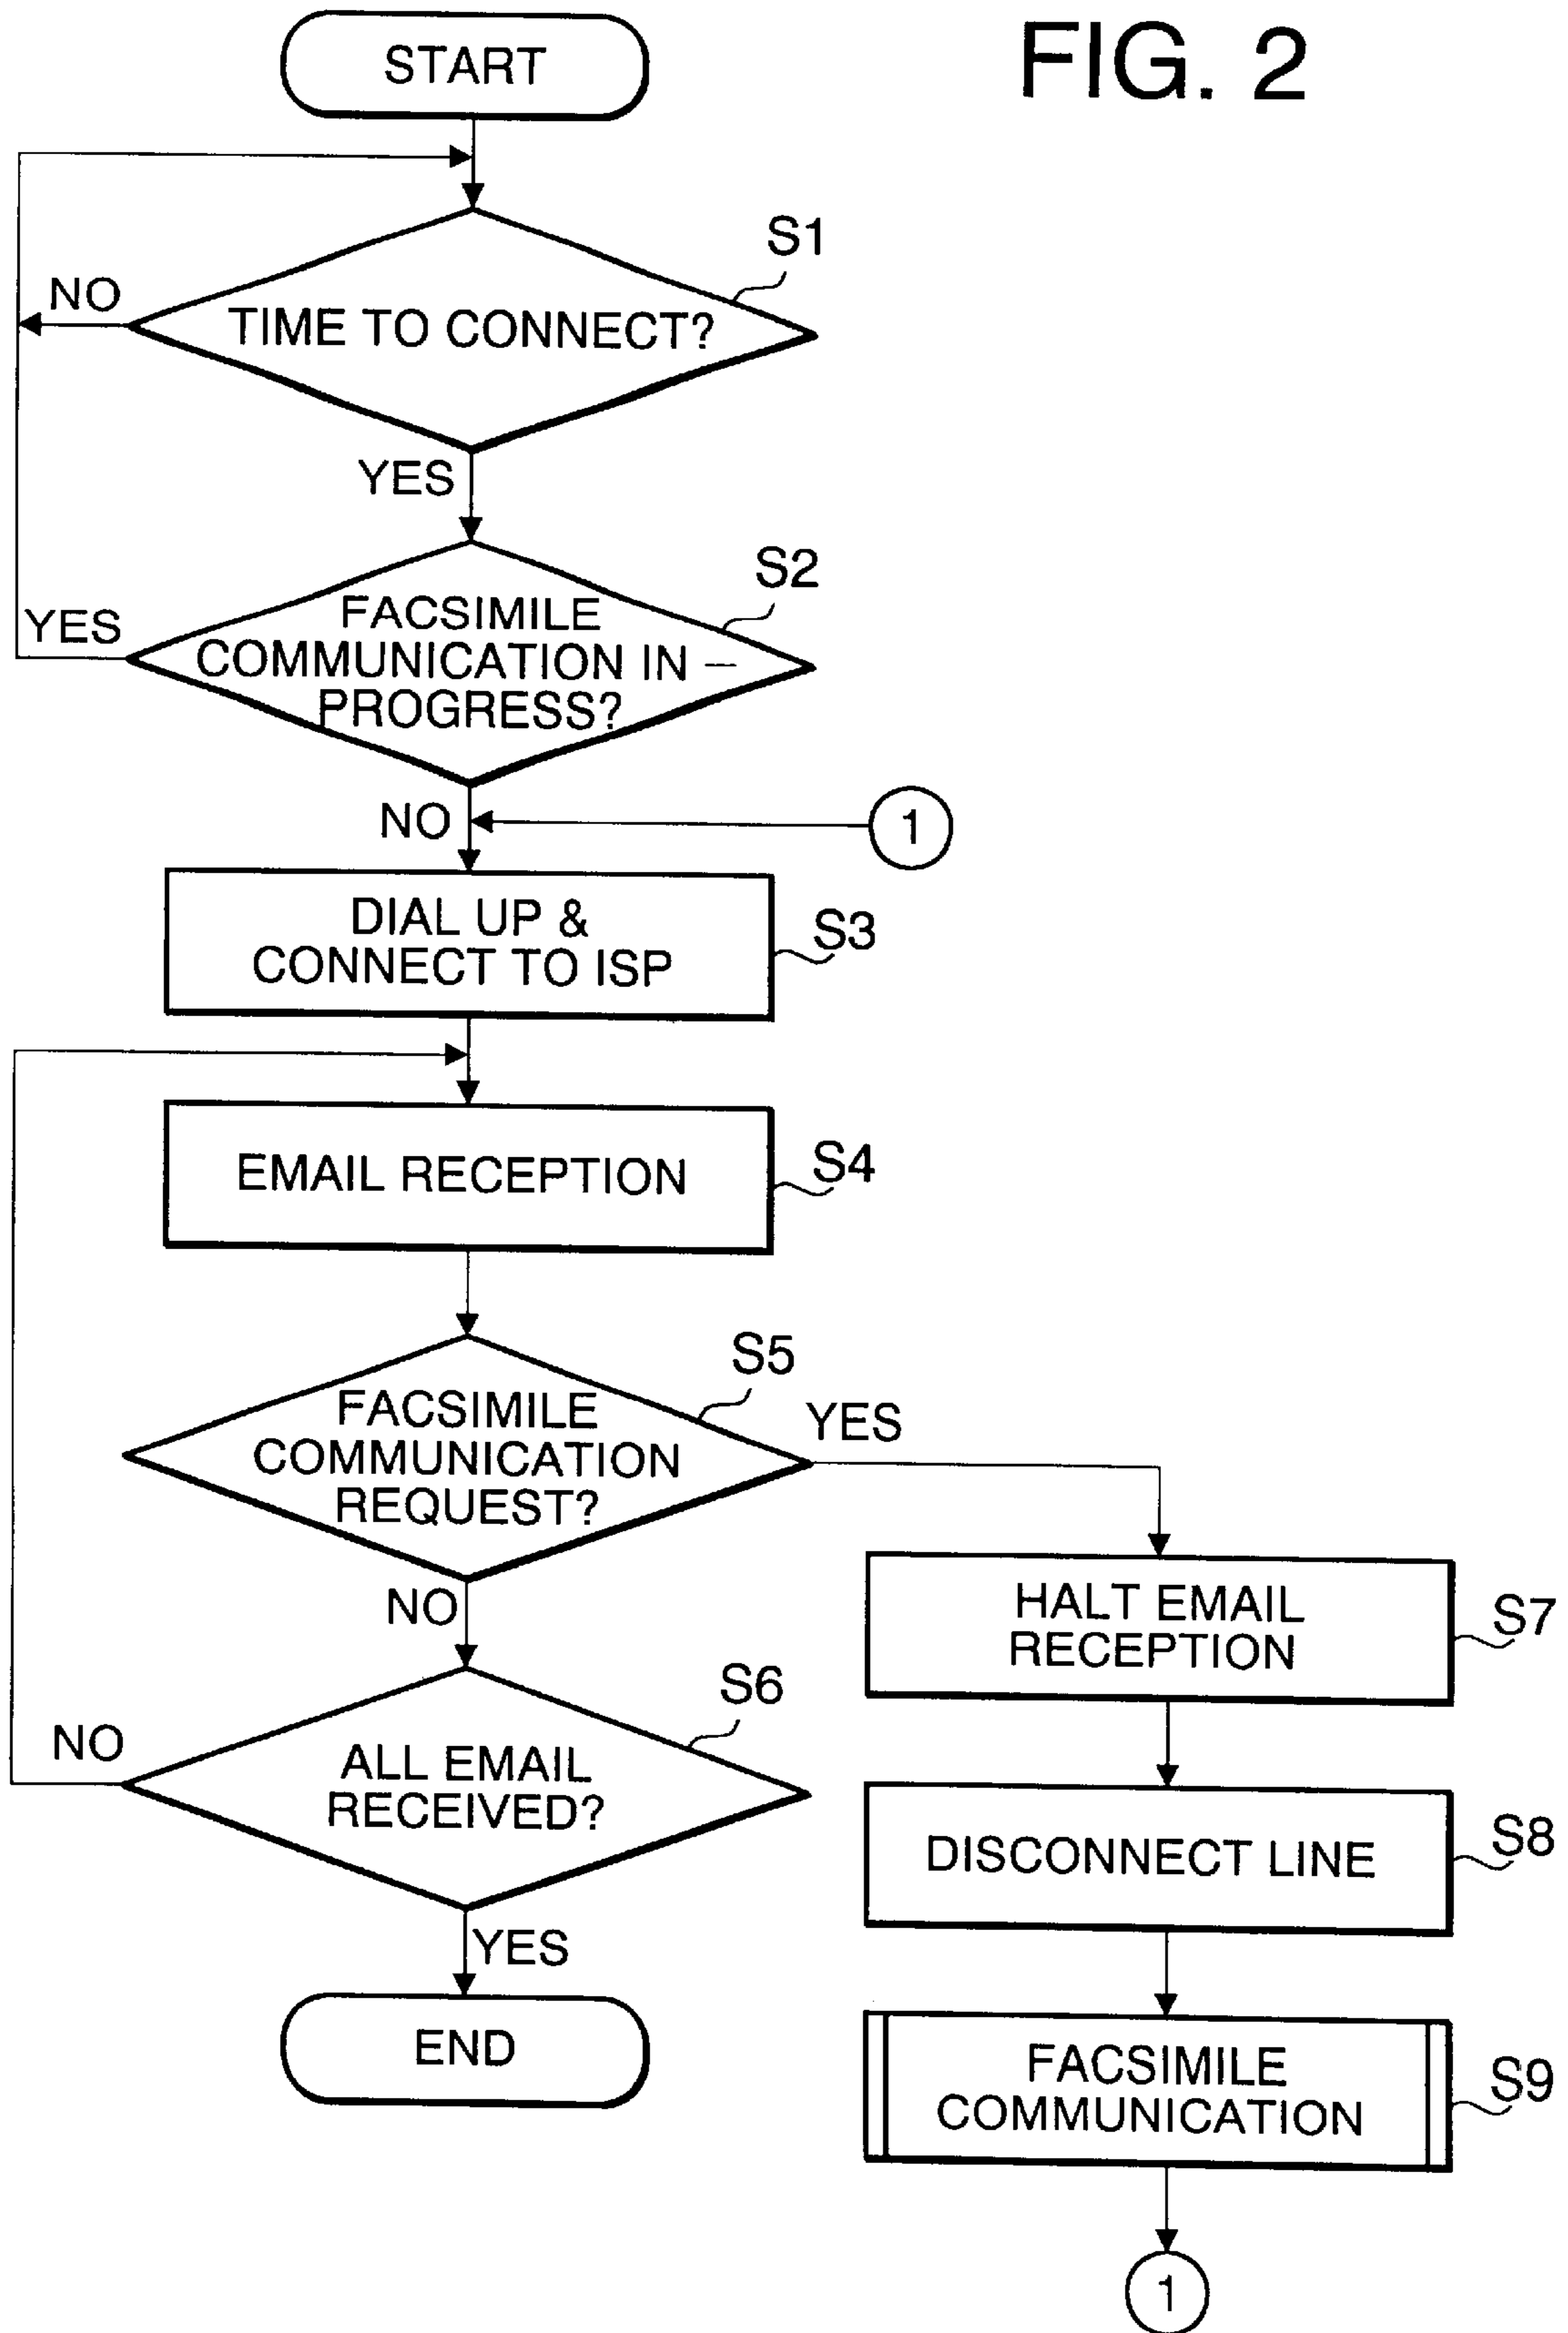 FIG. 2
START
S1
NO
TIME TO CONNECT?
YES
S2
YES
FACSIMILE
COMMUNICATION IN
PROGRESS?
NO
1
DIAL UP &
CONNECT TO ISP
S3
EMAIL RECEPTION
S4
S5
FACSIMILE
COMMUNICATION
REQUEST?
YES
NO
HALT EMAIL
RECEPTION
S7
S6
NO
ALL EMAIL
RECEIVED?
DISCONNECT LINE
S8
YES
END
FACSIMILE
COMMUNICATION
S9
1